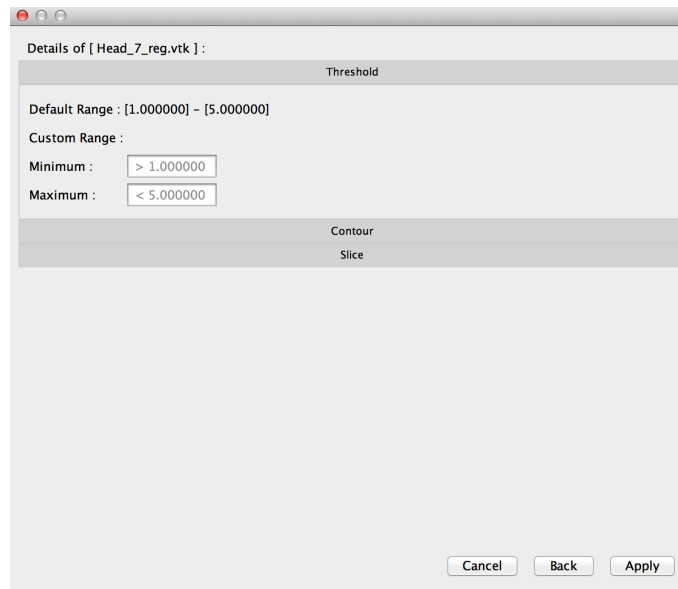 Details of [ Head_7_reg.vtk ] :
Threshold
Default Range : [1.000000] – [5.000000]
Custom Range :
Minimum : > 1.000000
Maximum : < 5.000000
Contour
Slice
Cancel Back Apply